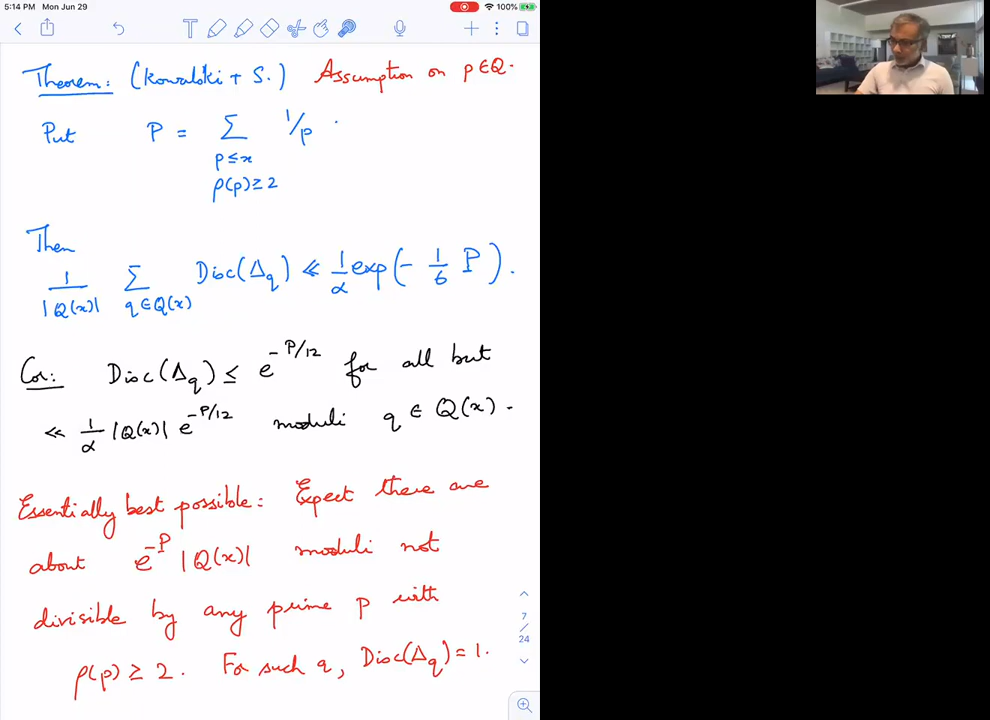 5:14 PM Mon Jun 29
100%
Theorem: (Kowalski + S.) Assumption on p∈Q.
Put P = Σ 1/p .
p ≤ x
ρ(p) ≥ 2
Then
1/|Q(x)| Σ Disc(Δ_q) ≪ 1/α exp(- 1/6 P).
q ∈ Q(x)
Cor: Disc(Δ_q) ≤ e^{-P/12} for all but
≪ 1/α |Q(x)| e^{-P/12} moduli q ∈ Q(x).
Essentially best possible: Expect there are
about e^{-P} |Q(x)| moduli not
divisible by any prime p with
ρ(p) ≥ 2. For such q, Disc(Δ_q) = 1.
7
/
24